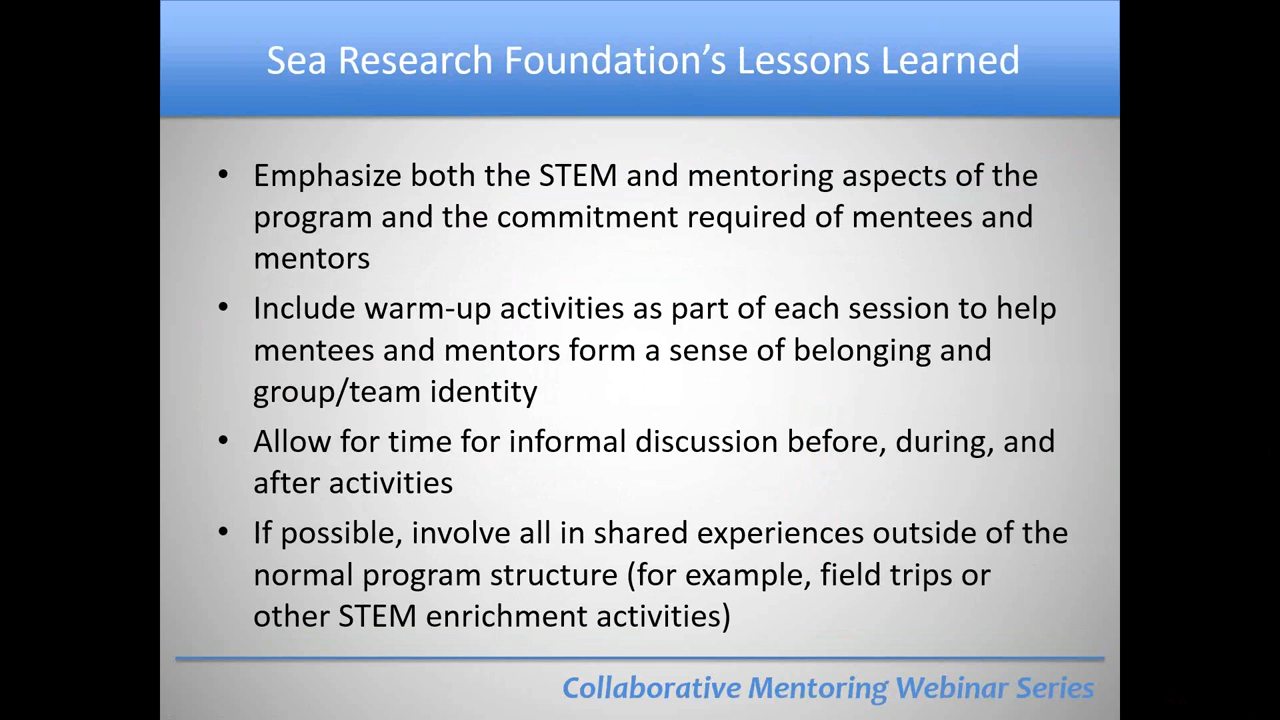 Sea Research Foundation's Lessons Learned
• Emphasize both the STEM and mentoring aspects of the
program and the commitment required of mentees and
mentors
• Include warm-up activities as part of each session to help
mentees and mentors form a sense of belonging and
group/team identity
• Allow for time for informal discussion before, during, and
after activities
• If possible, involve all in shared experiences outside of the
normal program structure (for example, field trips or
other STEM enrichment activities)
Collaborative Mentoring Webinar Series